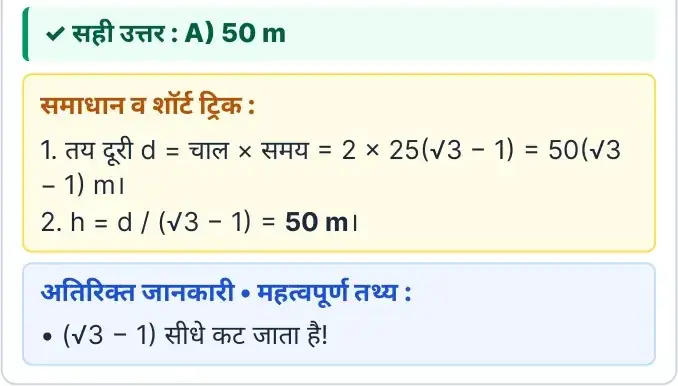 ✓ सही उत्तर : A) 50 m
समाधान व शॉर्ट ट्रिक :
1. तय दूरी d = चाल × समय = 2 × 25(√3 − 1) = 50(√3
− 1) m।
2. h = d / (√3 − 1) = 50 m।
अतिरिक्त जानकारी • महत्वपूर्ण तथ्य :
• (√3 − 1) सीधे कट जाता है!